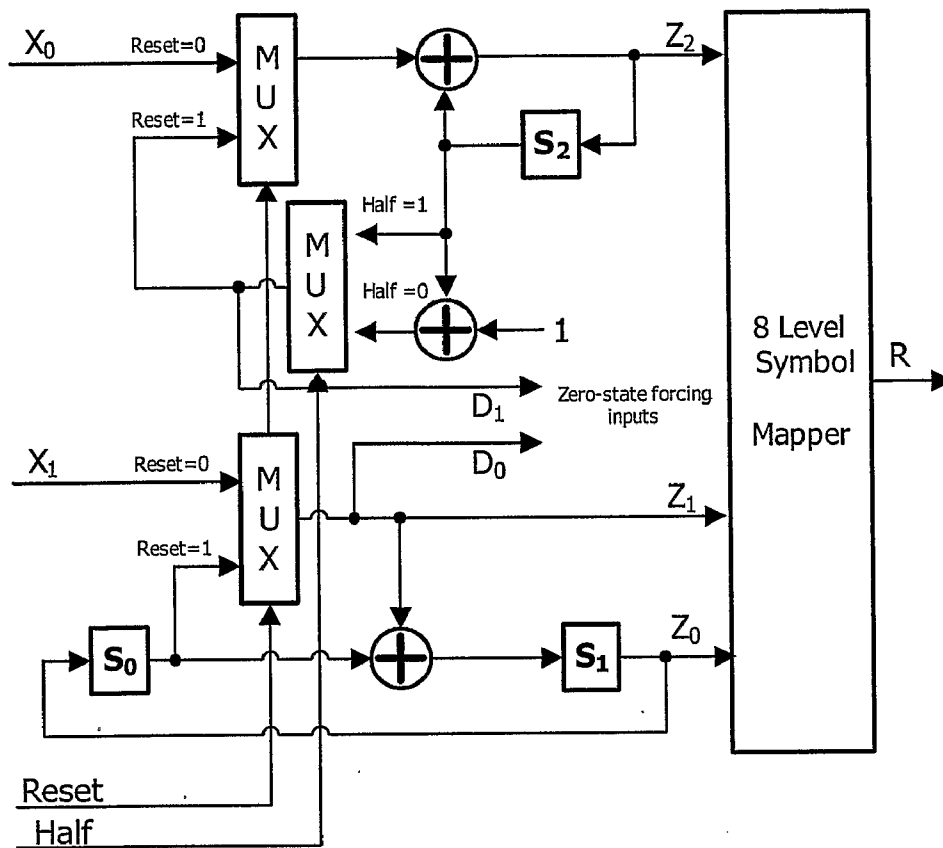 X₀
Reset=0
M
U
X
Z₂
Reset=1
S₂
Half =1
M
U
X
Half =0
1
8 Level
Symbol
Mapper
R
D₁
Zero-state forcing
inputs
D₀
X₁
Reset=0
M
U
X
Z₁
Reset=1
S₀
S₁
Z₀
Reset
Half